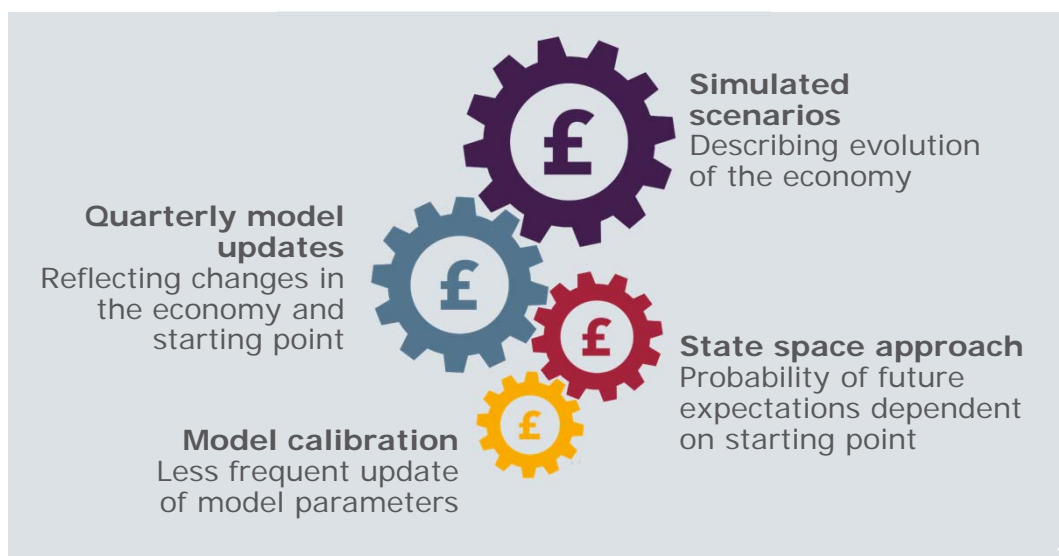 £
Simulated
scenarios
Describing evolution
of the economy
£
Quarterly model
updates
Reflecting changes in
the economy and
starting point
£
State space approach
Probability of future
expectations dependent
on starting point
£
Model calibration
Less frequent update
of model parameters